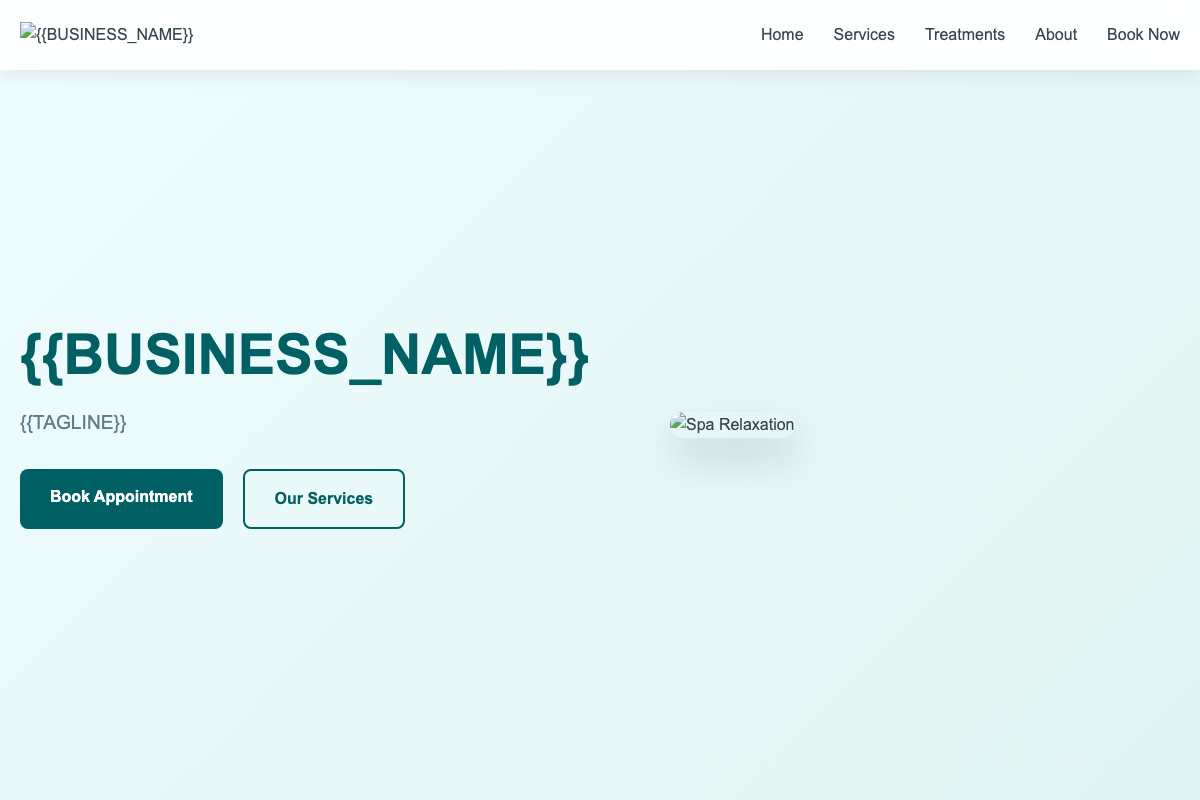 {{BUSINESS_NAME}}
Home Services Treatments About Book Now
{{BUSINESS_NAME}}
{{TAGLINE}}
Spa Relaxation
Book Appointment Our Services